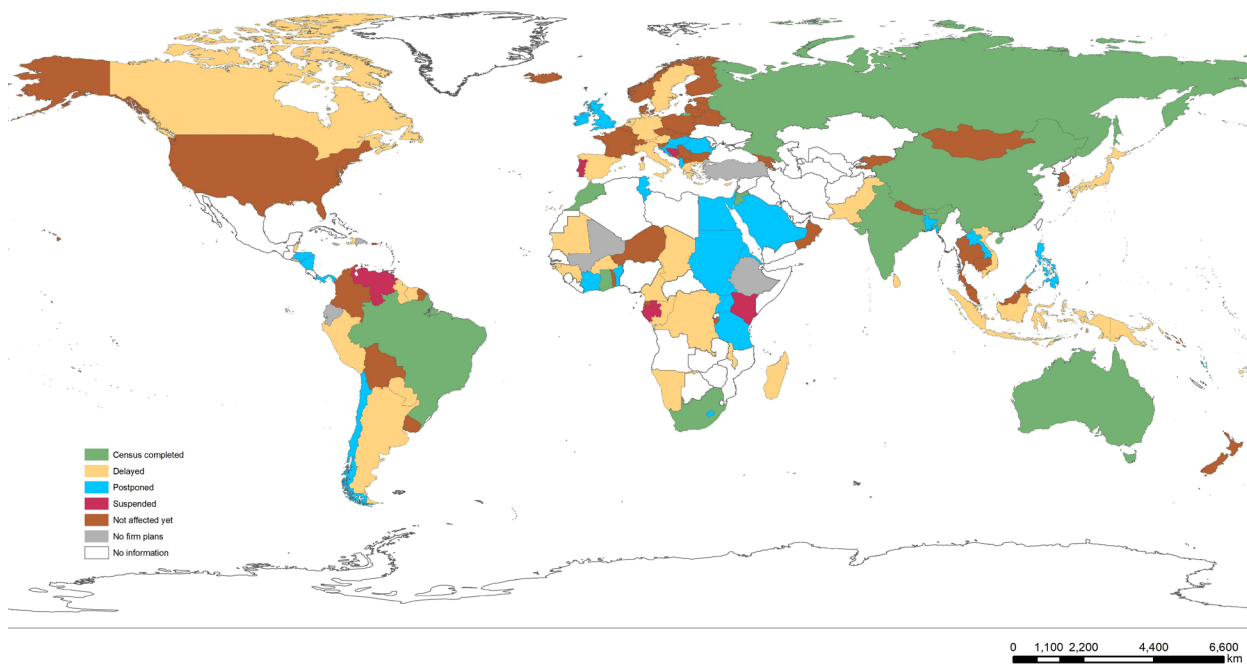 Census completed
Delayed
Postponed
Suspended
Not affected yet
No firm plans
No information
0 1,100 2,200 4,400 6,600
km